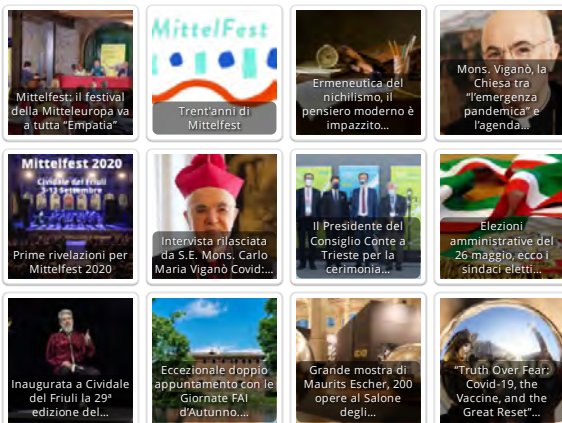 Mittelfest: il festival
della Mitteleuropa va
a tutta “Empatia”
MittelFest
Trent'anni di
Mittelfest
Ermeneutica del
nichilismo, il
pensiero moderno è
impazzito...
Mons. Viganò, la
Chiesa tra
“l’emergenza
pandemica” e
l’agenda...
Mittelfest 2020
Cividale del Friuli
5-13 Settembre
Prime rivelazioni per
Mittelfest 2020
Intervista rilasciata
da S.E. Mons. Carlo
Maria Viganò Covid:...
Il Presidente del
Consiglio Conte a
Trieste per la
cerimonia...
Elezioni
amministrative del
26 maggio, ecco i
sindaci eletti...
Inaugurata a Cividale
del Friuli la 29ª
edizione del...
Eccezionale doppio
appuntamento con le
Giornate FAI
d’Autunno....
Grande mostra di
Maurits Escher, 200
opere al Salone
degli...
“Truth Over Fear:
Covid-19, the
Vaccine, and the
Great Reset”...